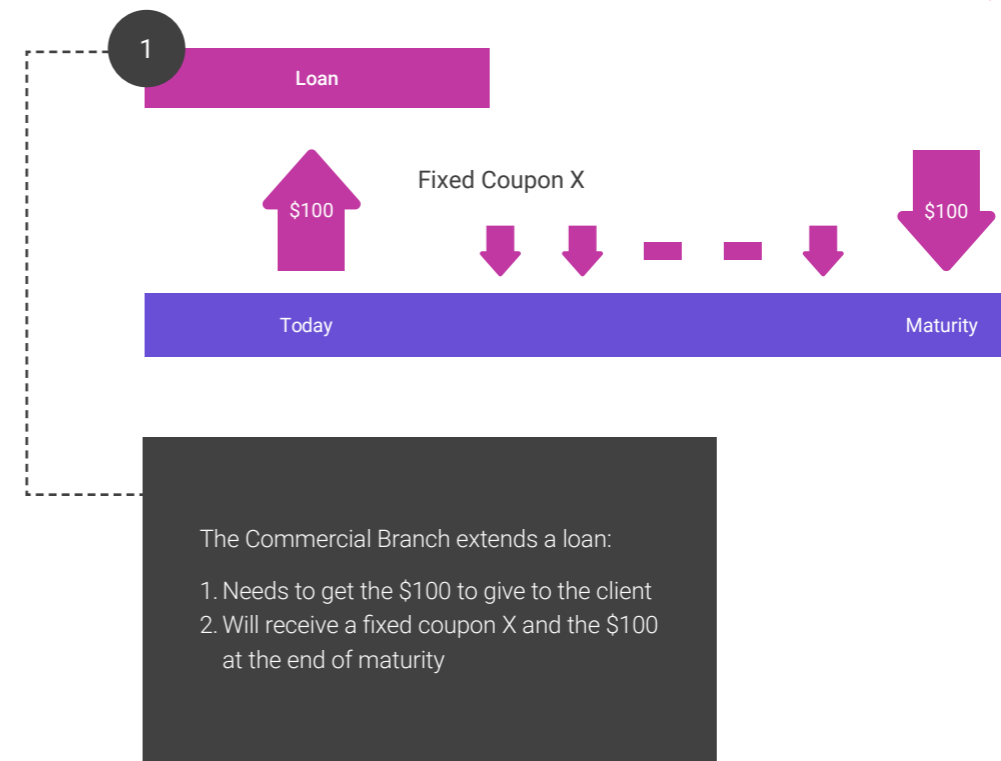 1
Loan
Fixed Coupon X
$100
$100
Today
Maturity
The Commercial Branch extends a loan:
1. Needs to get the $100 to give to the client
2. Will receive a fixed coupon X and the $100
at the end of maturity